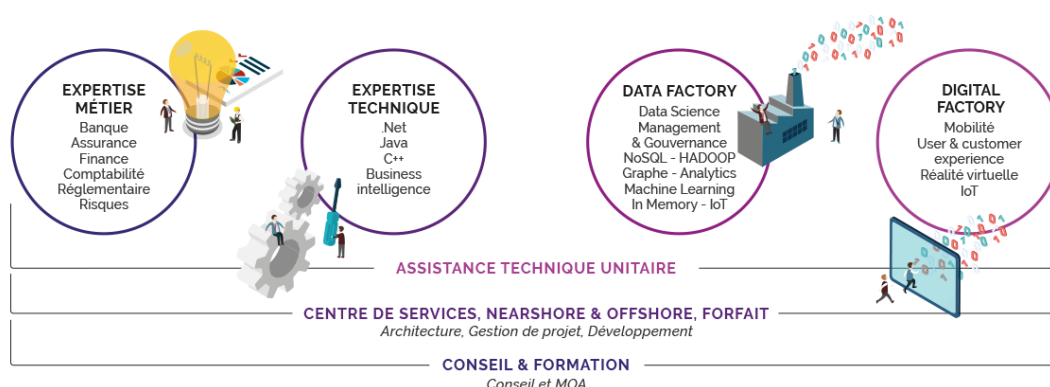 EXPERTISE
MÉTIER
Banque
Assurance
Finance
Comptabilité
Réglementaire
Risques
EXPERTISE
TECHNIQUE
.Net
Java
C++
Business
intelligence
DATA FACTORY
Data Science
Management
& Gouvernance
NoSQL - HADOOP
Graphe - Analytics
Machine Learning
In Memory - IoT
DIGITAL
FACTORY
Mobilité
User & customer
experience
Réalité virtuelle
IoT
ASSISTANCE TECHNIQUE UNITAIRE
CENTRE DE SERVICES, NEARSHORE & OFFSHORE, FORFAIT
Architecture, Gestion de projet, Développement
CONSEIL & FORMATION
Conseil et MOA